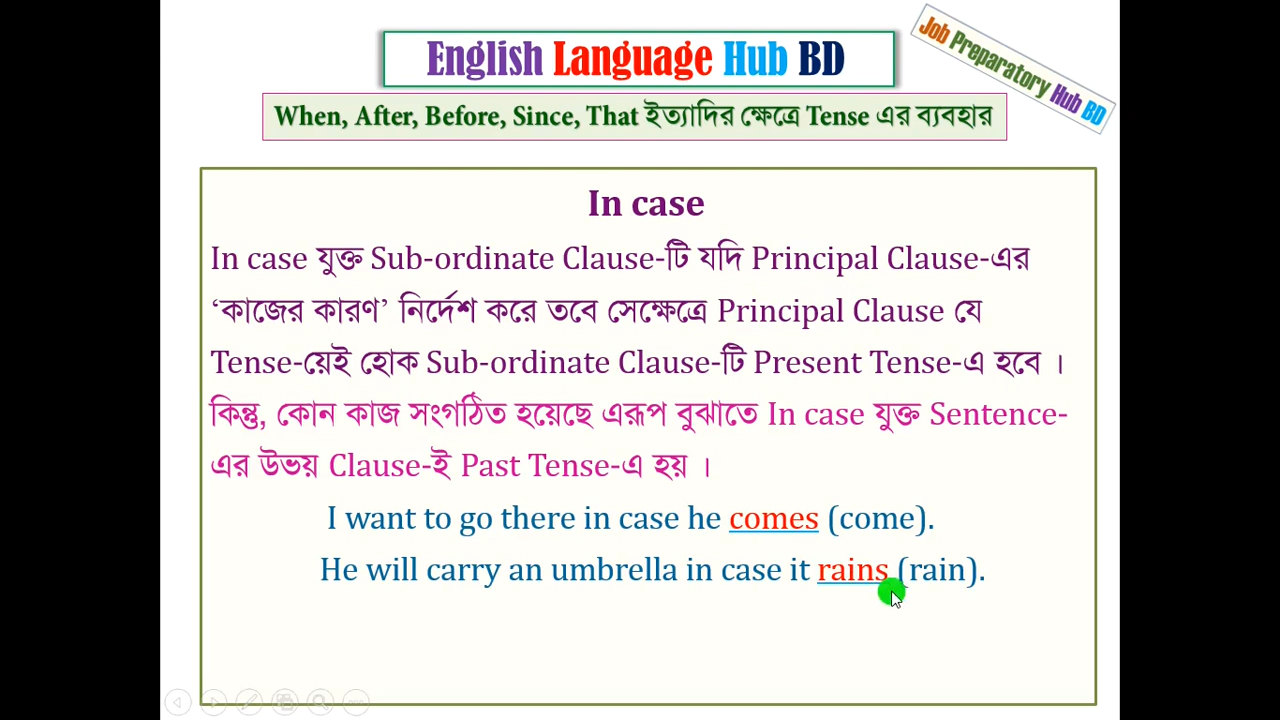 English Language Hub BD
Job Preparatory Hub BD
When, After, Before, Since, That ইত্যাদির ক্ষেত্রে Tense এর ব্যবহার
In case
In case যুক্ত Sub-ordinate Clause-টি যদি Principal Clause-এর
‘কাজের কারণ’ নির্দেশ করে তবে সেক্ষেত্রে Principal Clause যে
Tense-য়েই হোক Sub-ordinate Clause-টি Present Tense-এ হবে ।
কিন্তু, কোন কাজ সংগঠিত হয়েছে এরূপ বুঝাতে In case যুক্ত Sentence-
এর উভয় Clause-ই Past Tense-এ হয় ।
I want to go there in case he comes (come).
He will carry an umbrella in case it rains (rain).